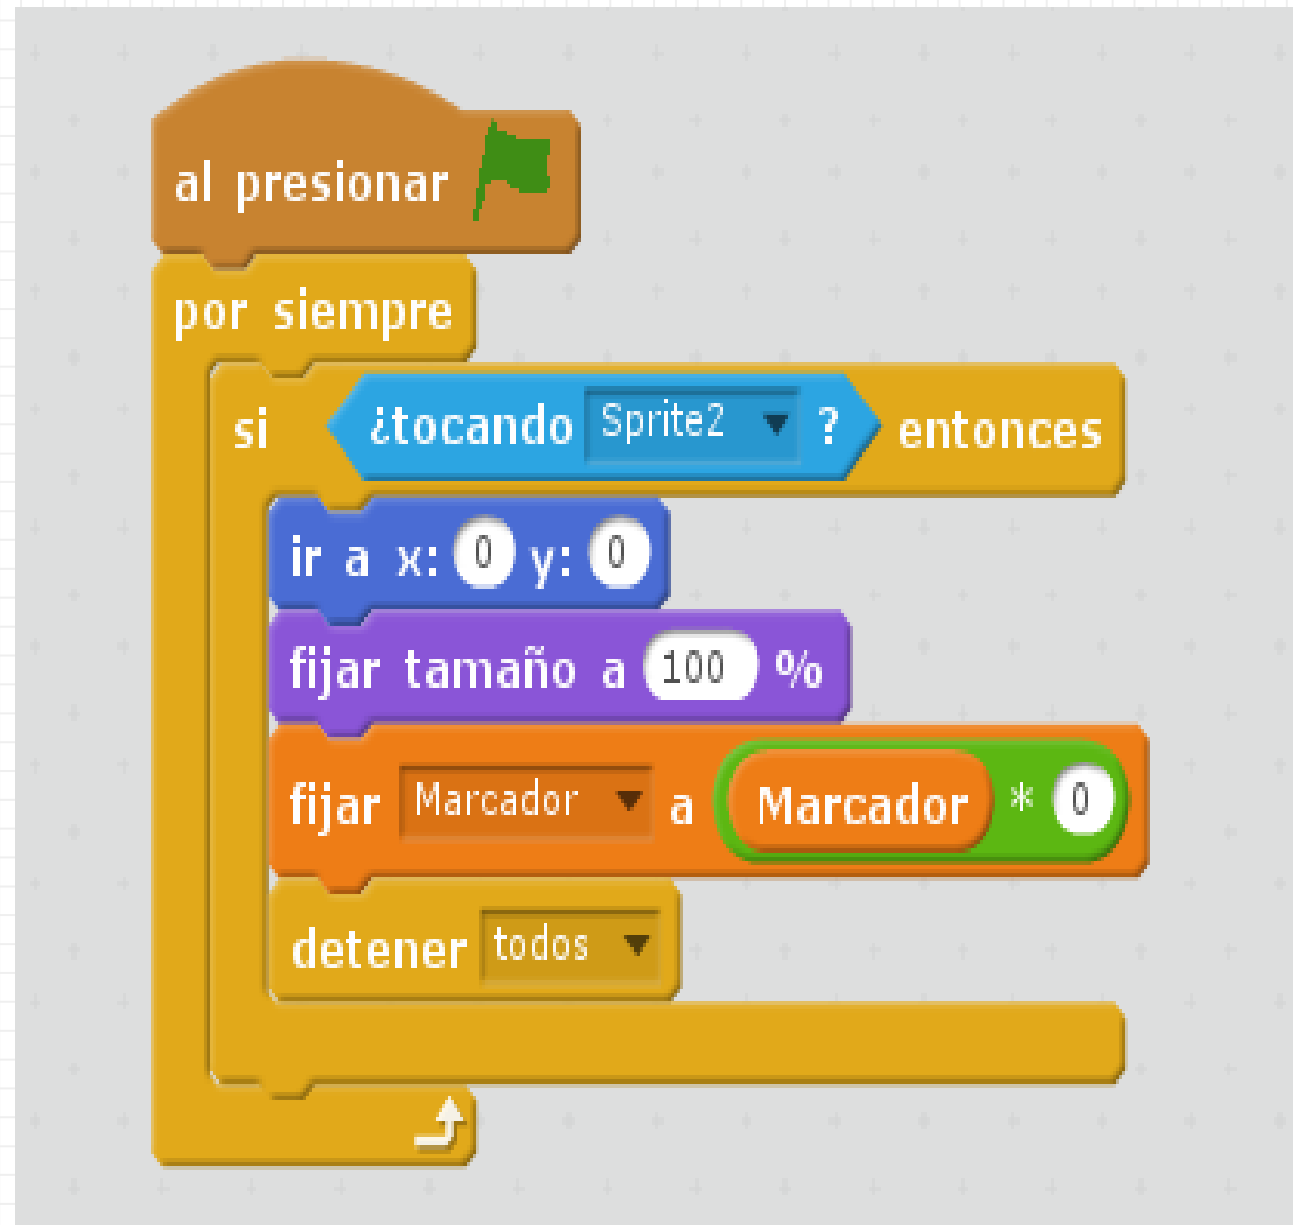 al presionar
por siempre
si ¿tocando Sprite2 ? entonces
ir a x: 0 y: 0
fijar tamaño a 100 %
fijar Marcador a Marcador * 0
detener todos